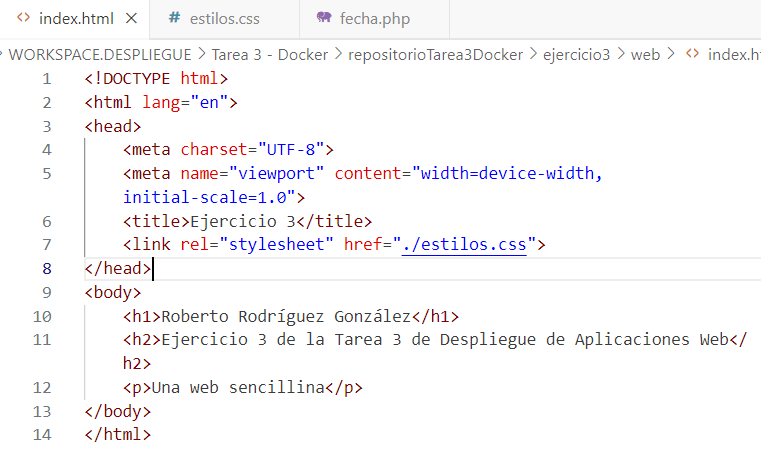 <> index.html × # estilos.css fecha.php
> WORKSPACE.DESPLIEGUE > Tarea 3 - Docker > repositorioTarea3Docker > ejercicio3 > web > <> index.h
1 <!DOCTYPE html>
2 <html lang="en">
3 <head>
4 <meta charset="UTF-8">
5 <meta name="viewport" content="width=device-width,
initial-scale=1.0">
6 <title>Ejercicio 3</title>
7 <link rel="stylesheet" href="./estilos.css">
8 </head>
9 <body>
10 <h1>Roberto Rodríguez González</h1>
11 <h2>Ejercicio 3 de la Tarea 3 de Despliegue de Aplicaciones Web</
h2>
12 <p>Una web sencillina</p>
13 </body>
14 </html>